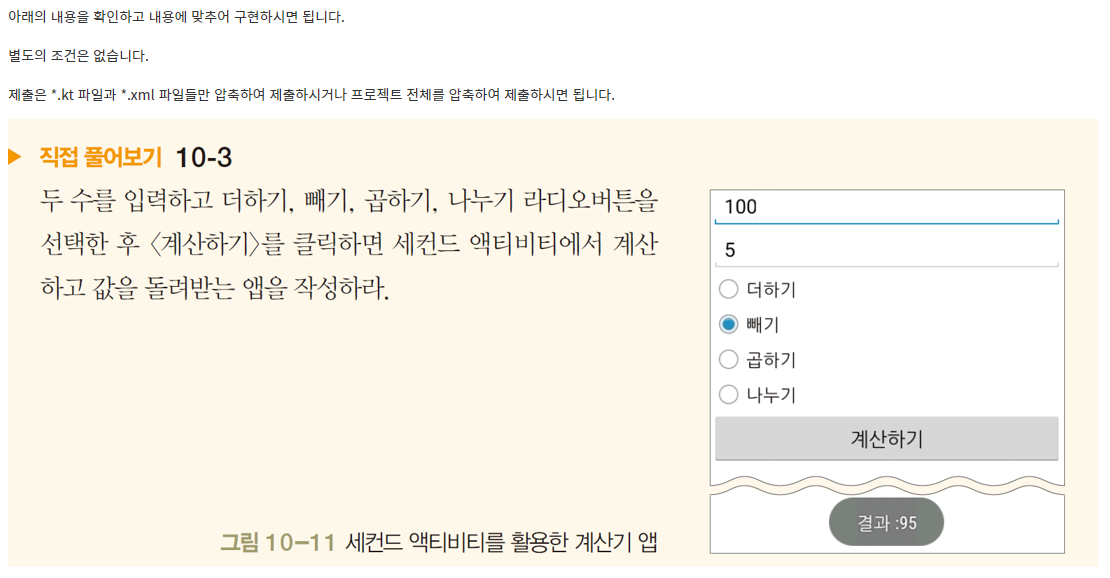 아래의 내용을 확인하고 내용에 맞추어 구현하시면 됩니다.
별도의 조건은 없습니다.
제출은 *.kt 파일과 *.xml 파일들만 압축하여 제출하시거나 프로젝트 전체를 압축하여 제출하시면 됩니다.
직접 풀어보기 10-3
두 수를 입력하고 더하기, 빼기, 곱하기, 나누기 라디오버튼을
선택한 후 〈계산하기〉를 클릭하면 세컨드 액티비티에서 계산
하고 값을 돌려받는 앱을 작성하라.
100
5
더하기
빼기
곱하기
나누기
계산하기
결과 :95
그림 10-11 세컨드 액티비티를 활용한 계산기 앱